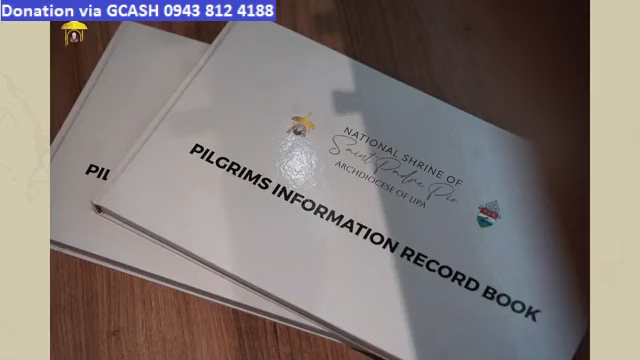 Donation via GCASH 0943 812 4188
NATIONAL SHRINE OF
Saint Padre Pio
ARCHDIOCESE OF LIPA
PILGRIMS INFORMATION RECORD BOOK
PIL